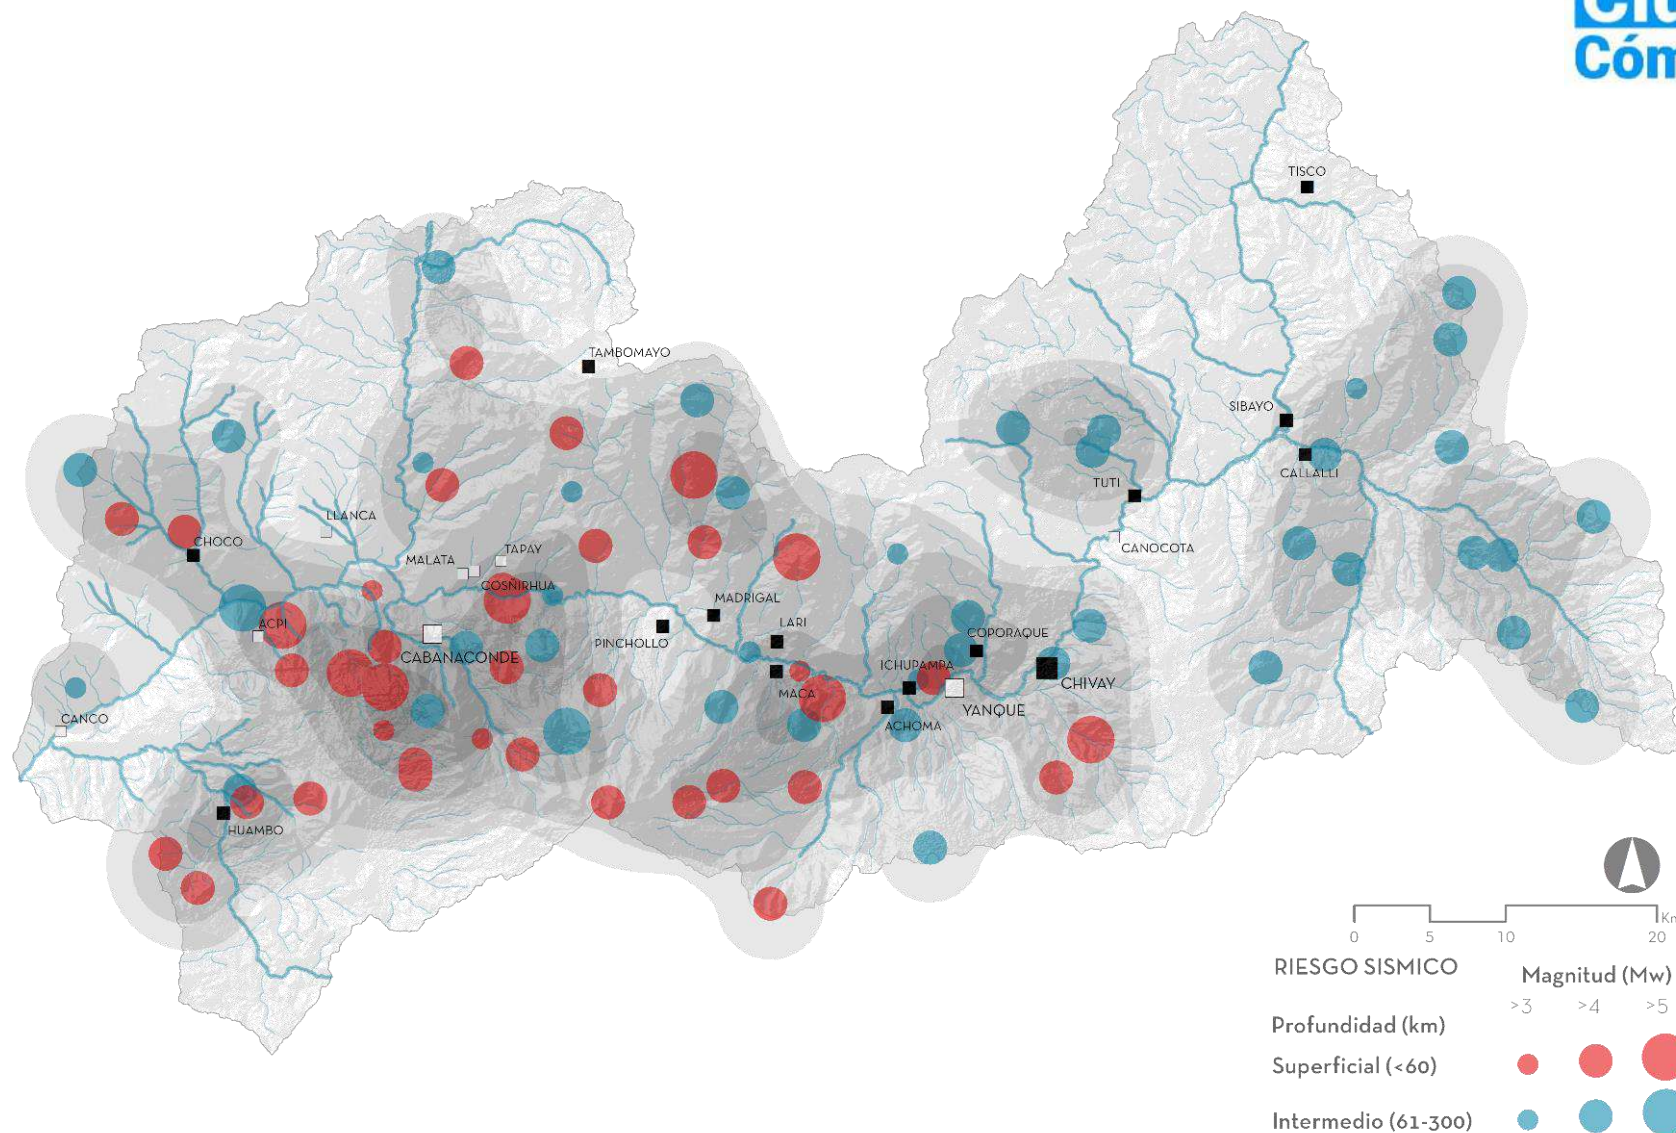 Cóm
TISCO
TAMBOMAYO
SIBAYO
CALLALLI
TUTI
CANOCOTA
LLANCA
CHOCO
MALATA
TAPAY
COSÑIRHUA
MADRIGAL
ACPI
LARI
PINCHOLLO
COPORAQUE
CABANACONDE
ICHUPAMPA
CHIVAY
MACA
YANQUE
CANCO
ACHOMA
HUAMBO
Km
0 5 10 20
RIESGO SISMICO
Magnitud (Mw)
>3 >4 >5
Profundidad (km)
Superficial (<60)
Intermedio (61-300)